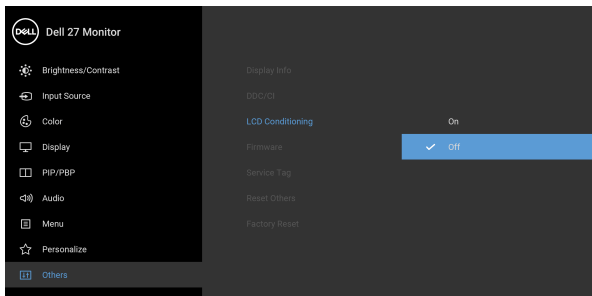 DELL Dell 27 Monitor
Brightness/Contrast
Input Source
Color
Display
PIP/PBP
Audio
Menu
Personalize
Others
Display Info
DDC/CI
LCD Conditioning
Firmware
Service Tag
Reset Others
Factory Reset
On
Off